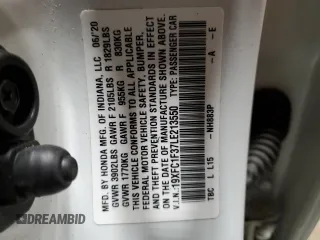 MFD. BY HONDA MFG. OF INDIANA, LLC 06/'20
GVWR 3902LBS GAWR F 2105LBS R 1829LBS
GVWR 1770KG GAWR F 955KG R 830KG
THIS VEHICLE CONFORMS TO ALL APPLICABLE
FEDERAL MOTOR VEHICLE SAFETY, BUMPER,
AND THEFT PREVENTION STANDARDS IN EFFECT
ON THE DATE OF MANUFACTURE SHOWN ABOVE.
V.I.N.: 19XFC1F37LE213550 TYPE: PASSENGER CAR
TBC L L15 NH883P A E